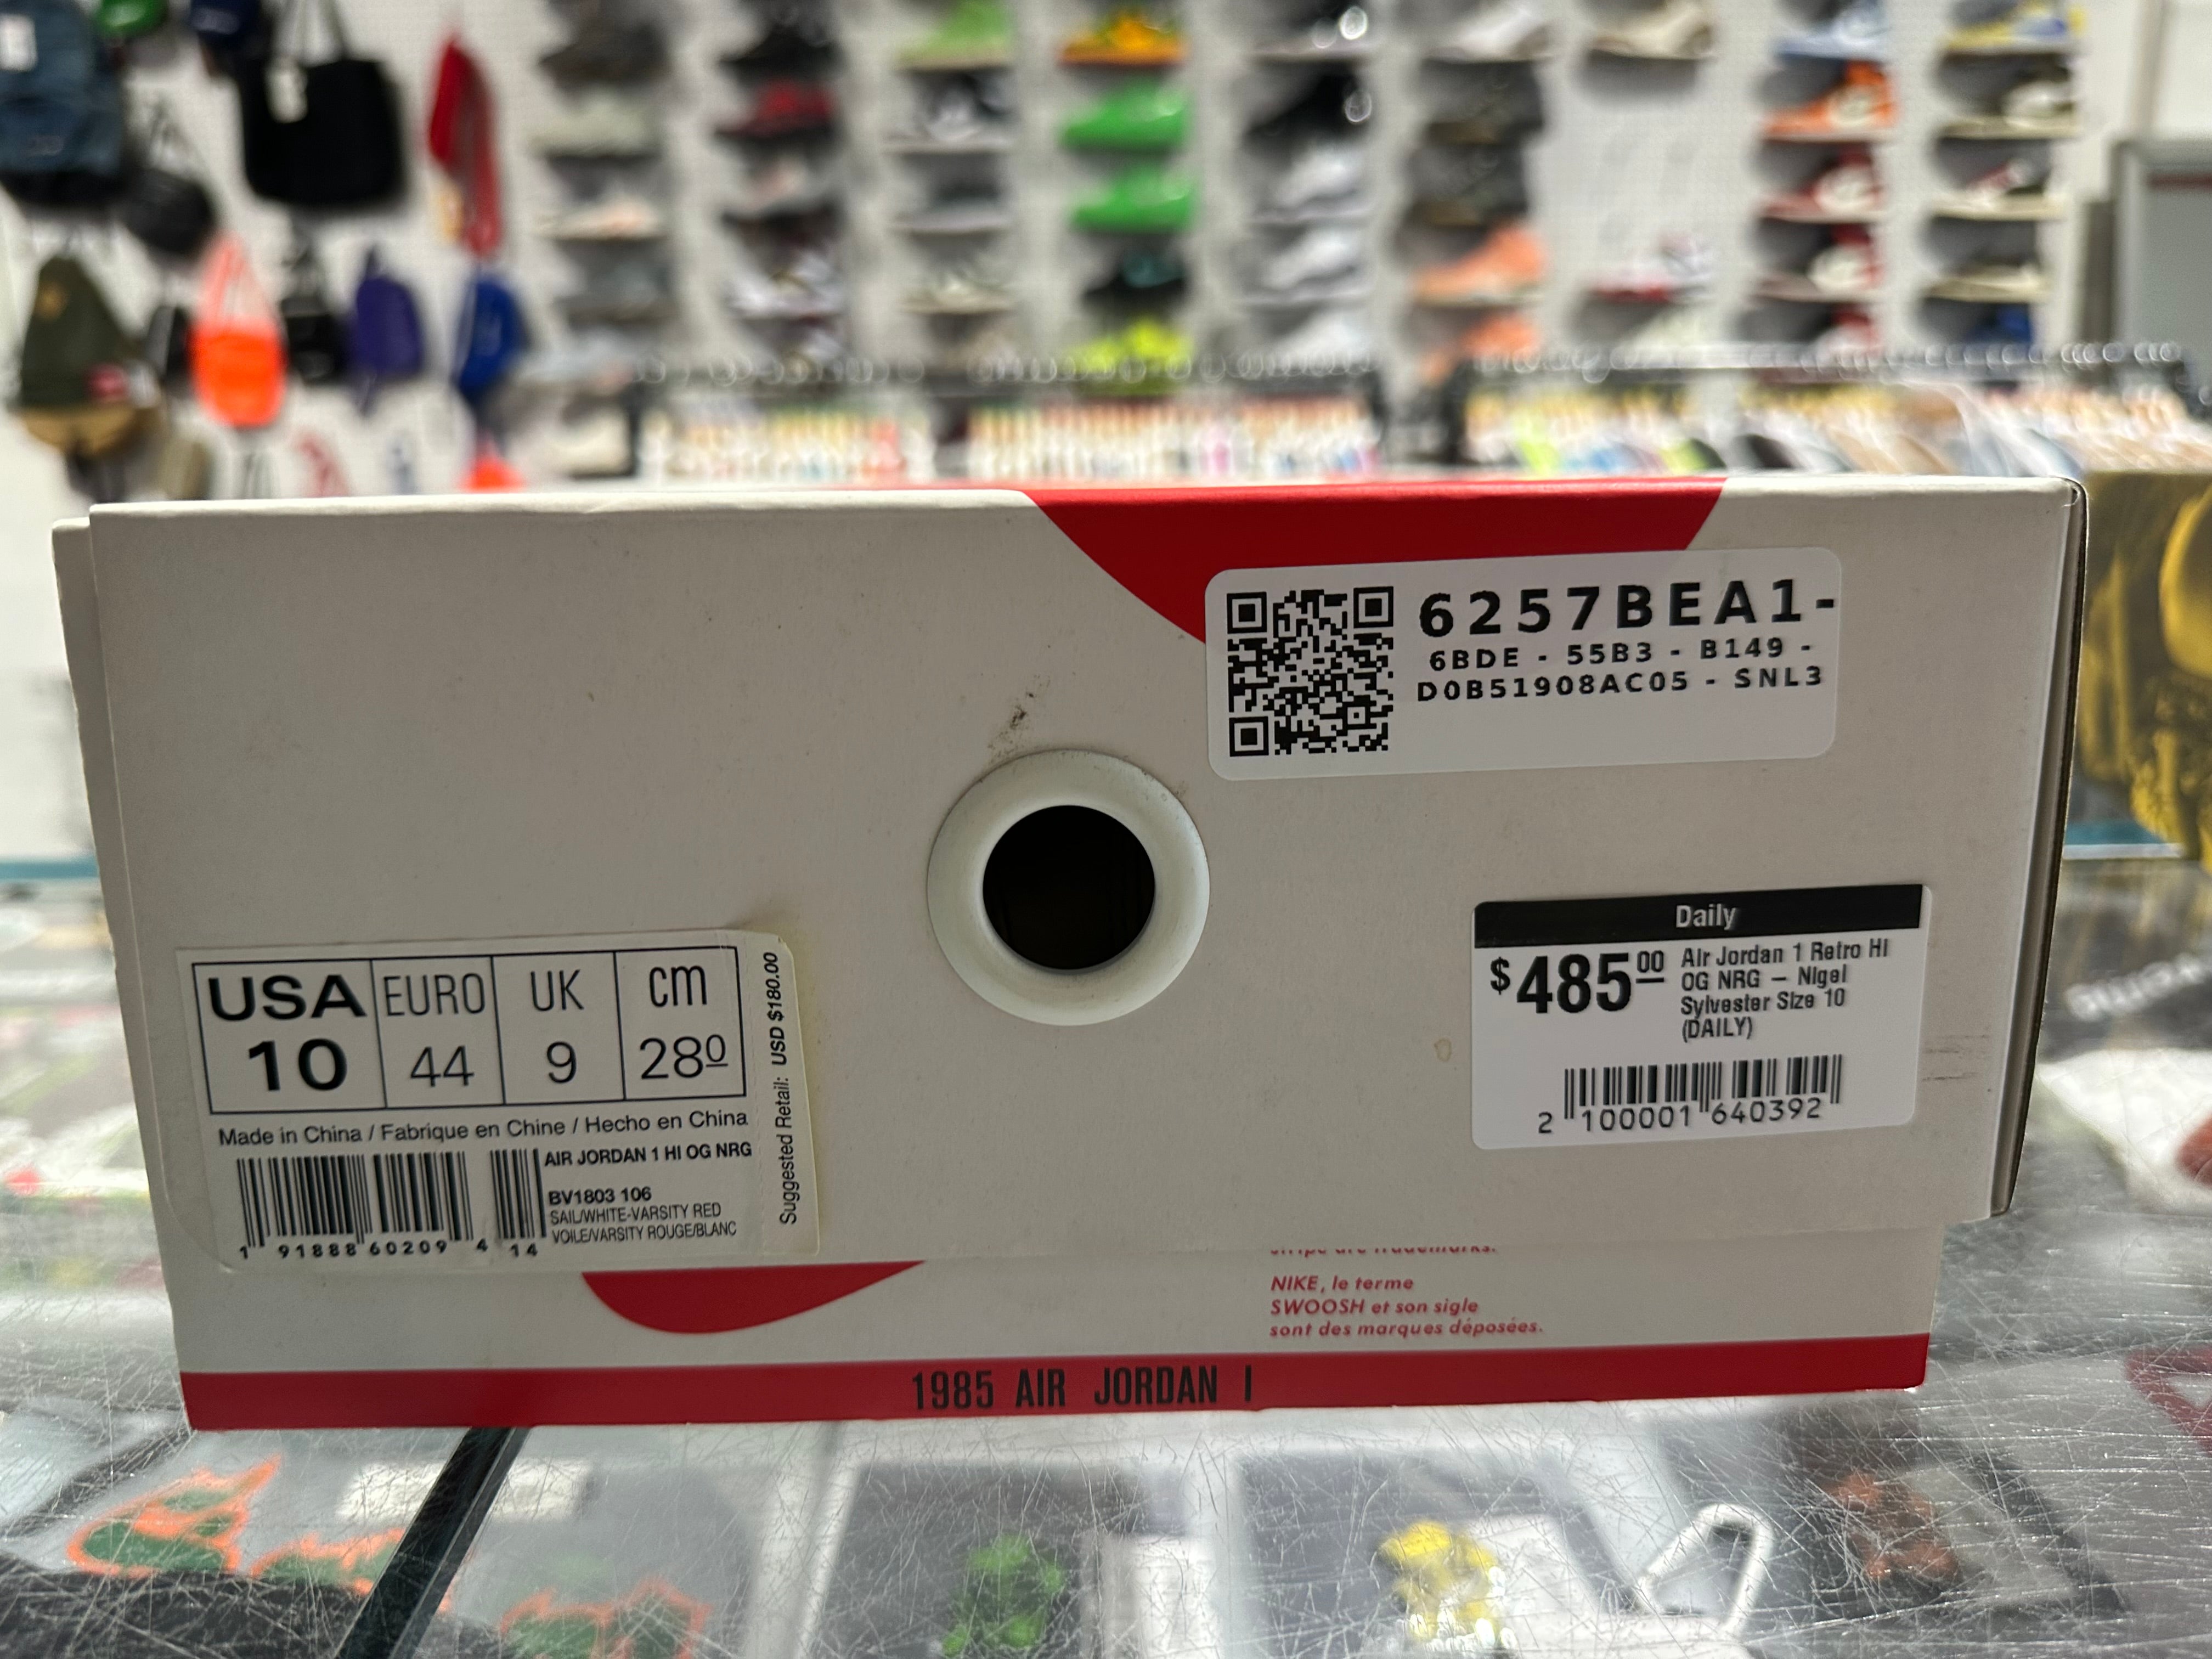 6257BEA1-
6BDE - 55B3 - B149 -
D0B51908AC05 - SNL3
Daily
$485.00
Air Jordan 1 Retro HI
OG NRG — Nigel
Sylvester Size 10
(DAILY)
2 100001 640392
USA EURO UK cm
10 44 9 28.0
Made in China / Fabrique en Chine / Hecho en China
AIR JORDAN 1 HI OG NRG
BV1803 106
SAIL/WHITE-VARSITY RED
VOILE/VARSITY ROUGE/BLANC
1 91888 60209 4 14
Suggested Retail: USD $180.00
stripe are trademarks.
NIKE, le terme
SWOOSH et son sigle
sont des marques déposées.
1985 AIR JORDAN I